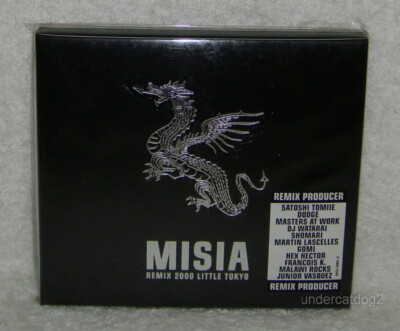 MISIA
REMIX 2000 LITTLE TOKYO
REMIX PRODUCER
SATOSHI TOMIIE
DODGE
MASTERS AT WORK
DJ WATARAI
SHOMARI
MARTIN LASCELLES
GOMI
HEX HECTOR
FRANCOIS K.
MALAWI ROCKS
JUNIOR VASQUEZ
REMIX PRODUCER
undercatdog2